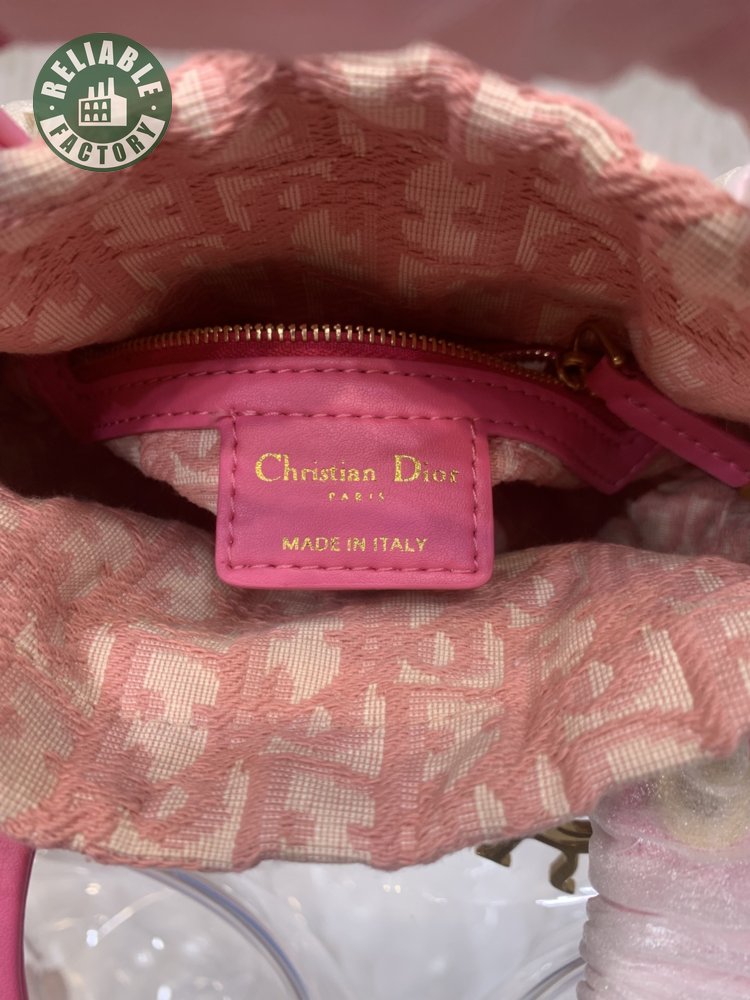 RELIABLE
FACTORY
Christian Dior
PARIS
MADE IN ITALY